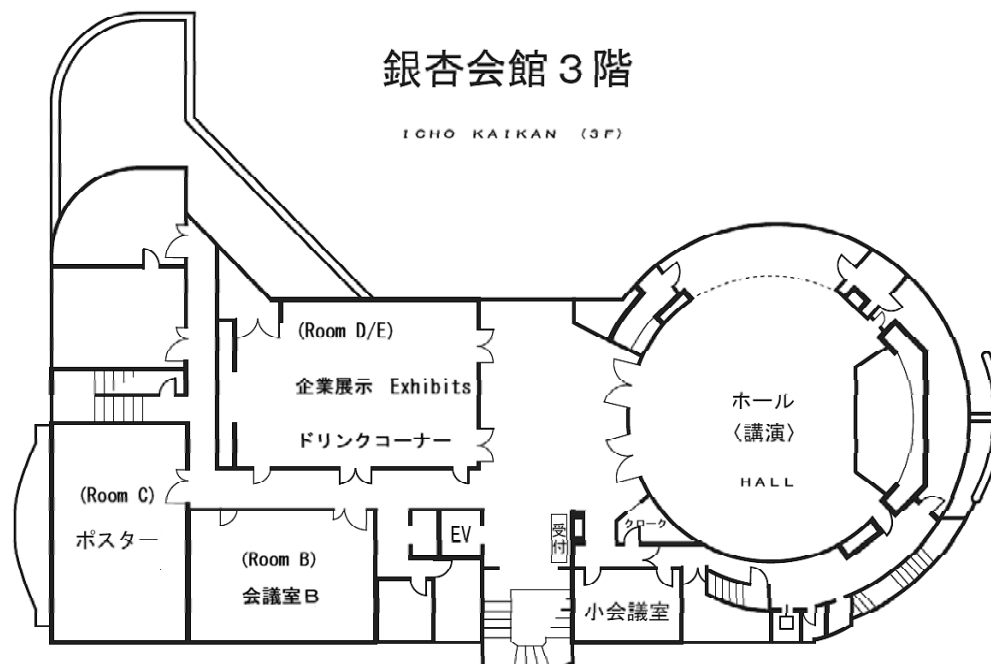 銀杏会館３階
ICHO KAIKAN (3F)
(Room D/E)
企業展示 Exhibits
ドリンクコーナー
ホール
〈講演〉
HALL
(Room C)
ポスター
(Room B)
会議室B
EV
受付
クローク
小会議室